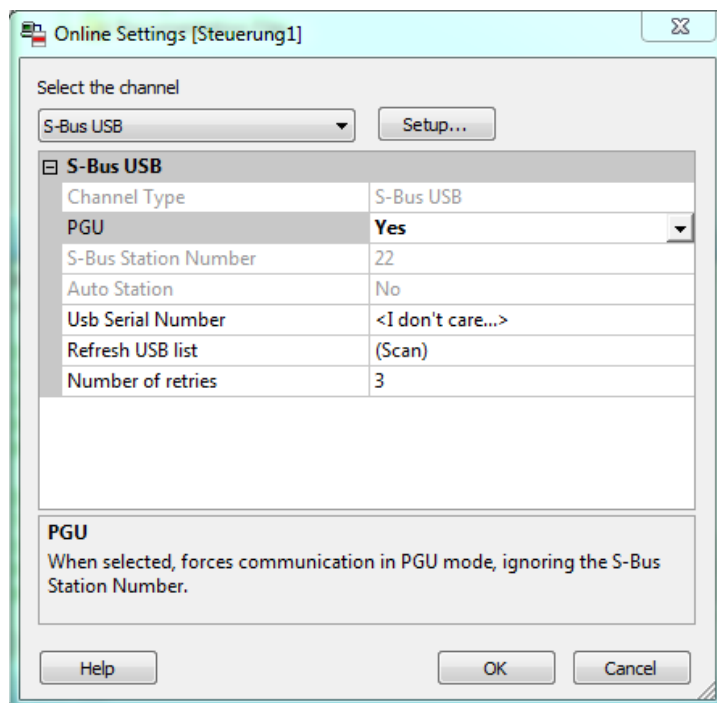 Online Settings [Steuerung1]
Select the channel
S-Bus USB
Setup...
S-Bus USB
Channel Type S-Bus USB
PGU Yes
S-Bus Station Number 22
Auto Station No
Usb Serial Number <I don't care...>
Refresh USB list (Scan)
Number of retries 3
PGU
When selected, forces communication in PGU mode, ignoring the S-Bus
Station Number.
Help OK Cancel